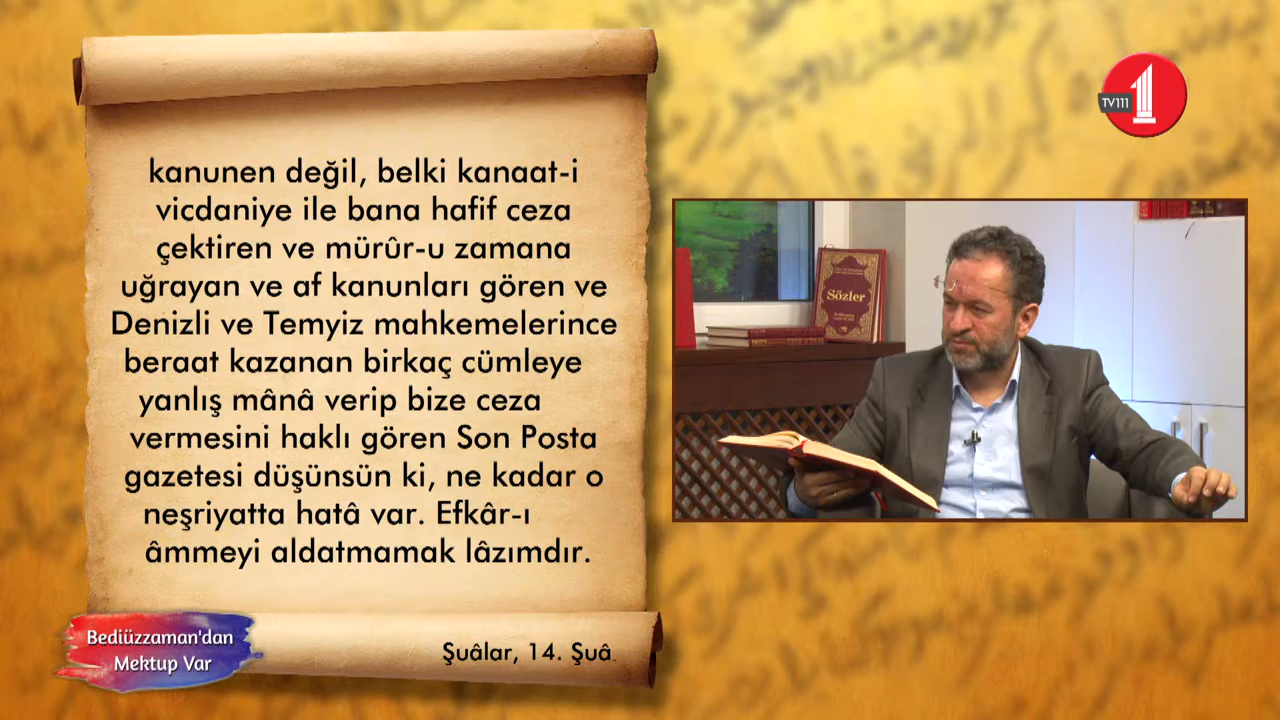 kanunen değil, belki kanaat-i
vicdaniye ile bana hafif ceza
çektiren ve mürûr-u zamana
uğrayan ve af kanunları gören ve
Denizli ve Temyiz mahkemelerince
beraat kazanan birkaç cümleye
yanlış mânâ verip bize ceza
vermesini haklı gören Son Posta
gazetesi düşünsün ki, ne kadar o
neşriyatta hatâ var. Efkâr-ı
âmmeyi aldatmamak lâzımdır.
Şuâlar, 14. Şuâ
Bediüzzaman'dan
Mektup Var
TV111
1
Sözler